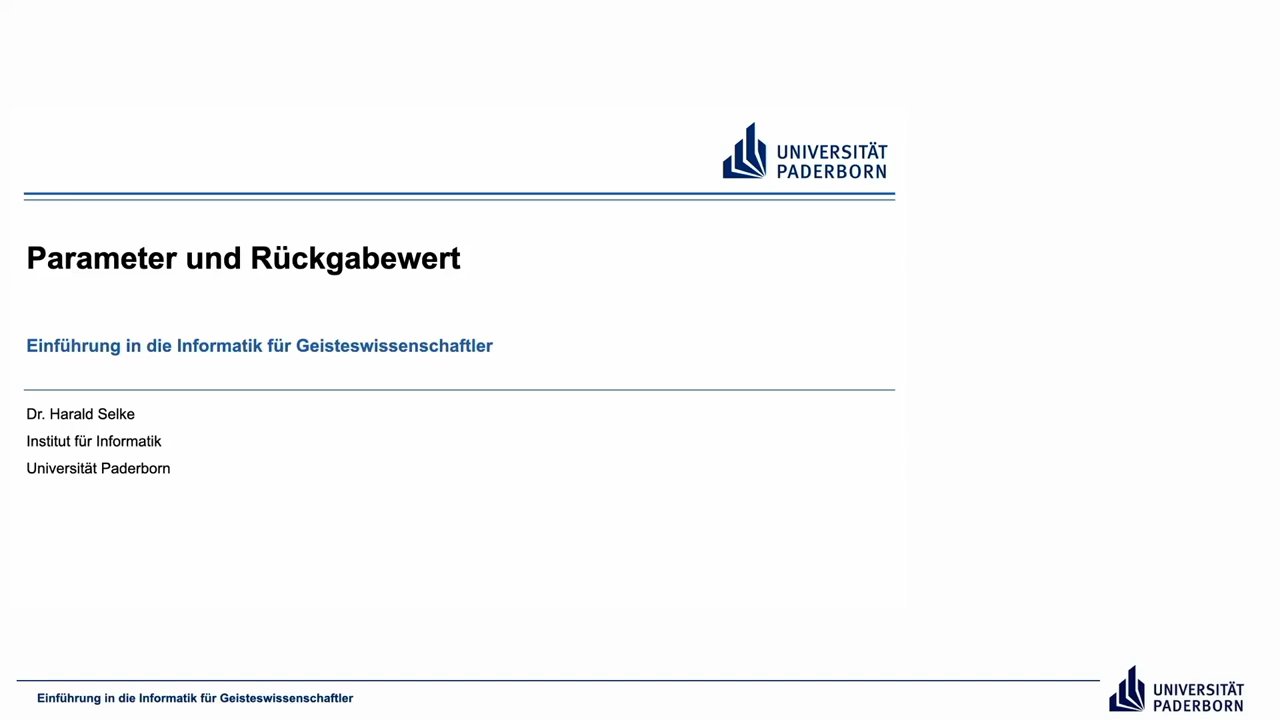 UNIVERSITÄT
PADERBORN
Parameter und Rückgabewert
Einführung in die Informatik für Geisteswissenschaftler
Dr. Harald Selke
Institut für Informatik
Universität Paderborn
Einführung in die Informatik für Geisteswissenschaftler
UNIVERSITÄT
PADERBORN